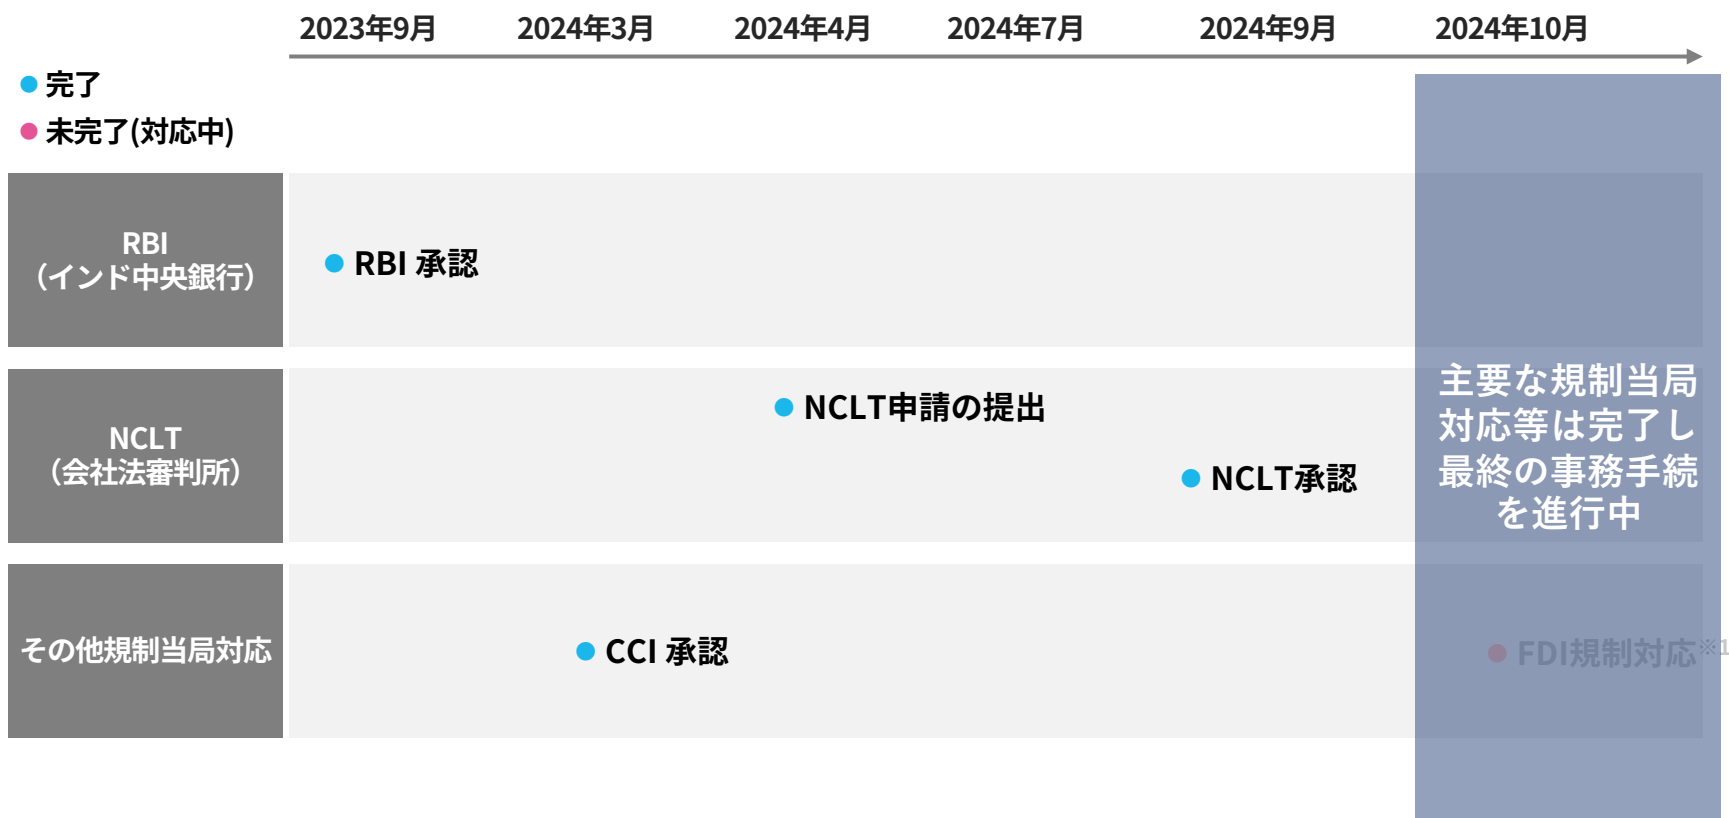 2023年9月 2024年3月 2024年4月 2024年7月 2024年9月 2024年10月
完了
未完了(対応中)
RBI
（インド中央銀行）
RBI 承認
NCLT
（会社法審判所）
NCLT申請の提出
NCLT承認
主要な規制当局
対応等は完了し
最終の事務手続
を進行中
その他規制当局対応
CCI 承認
FDI規制対応※1